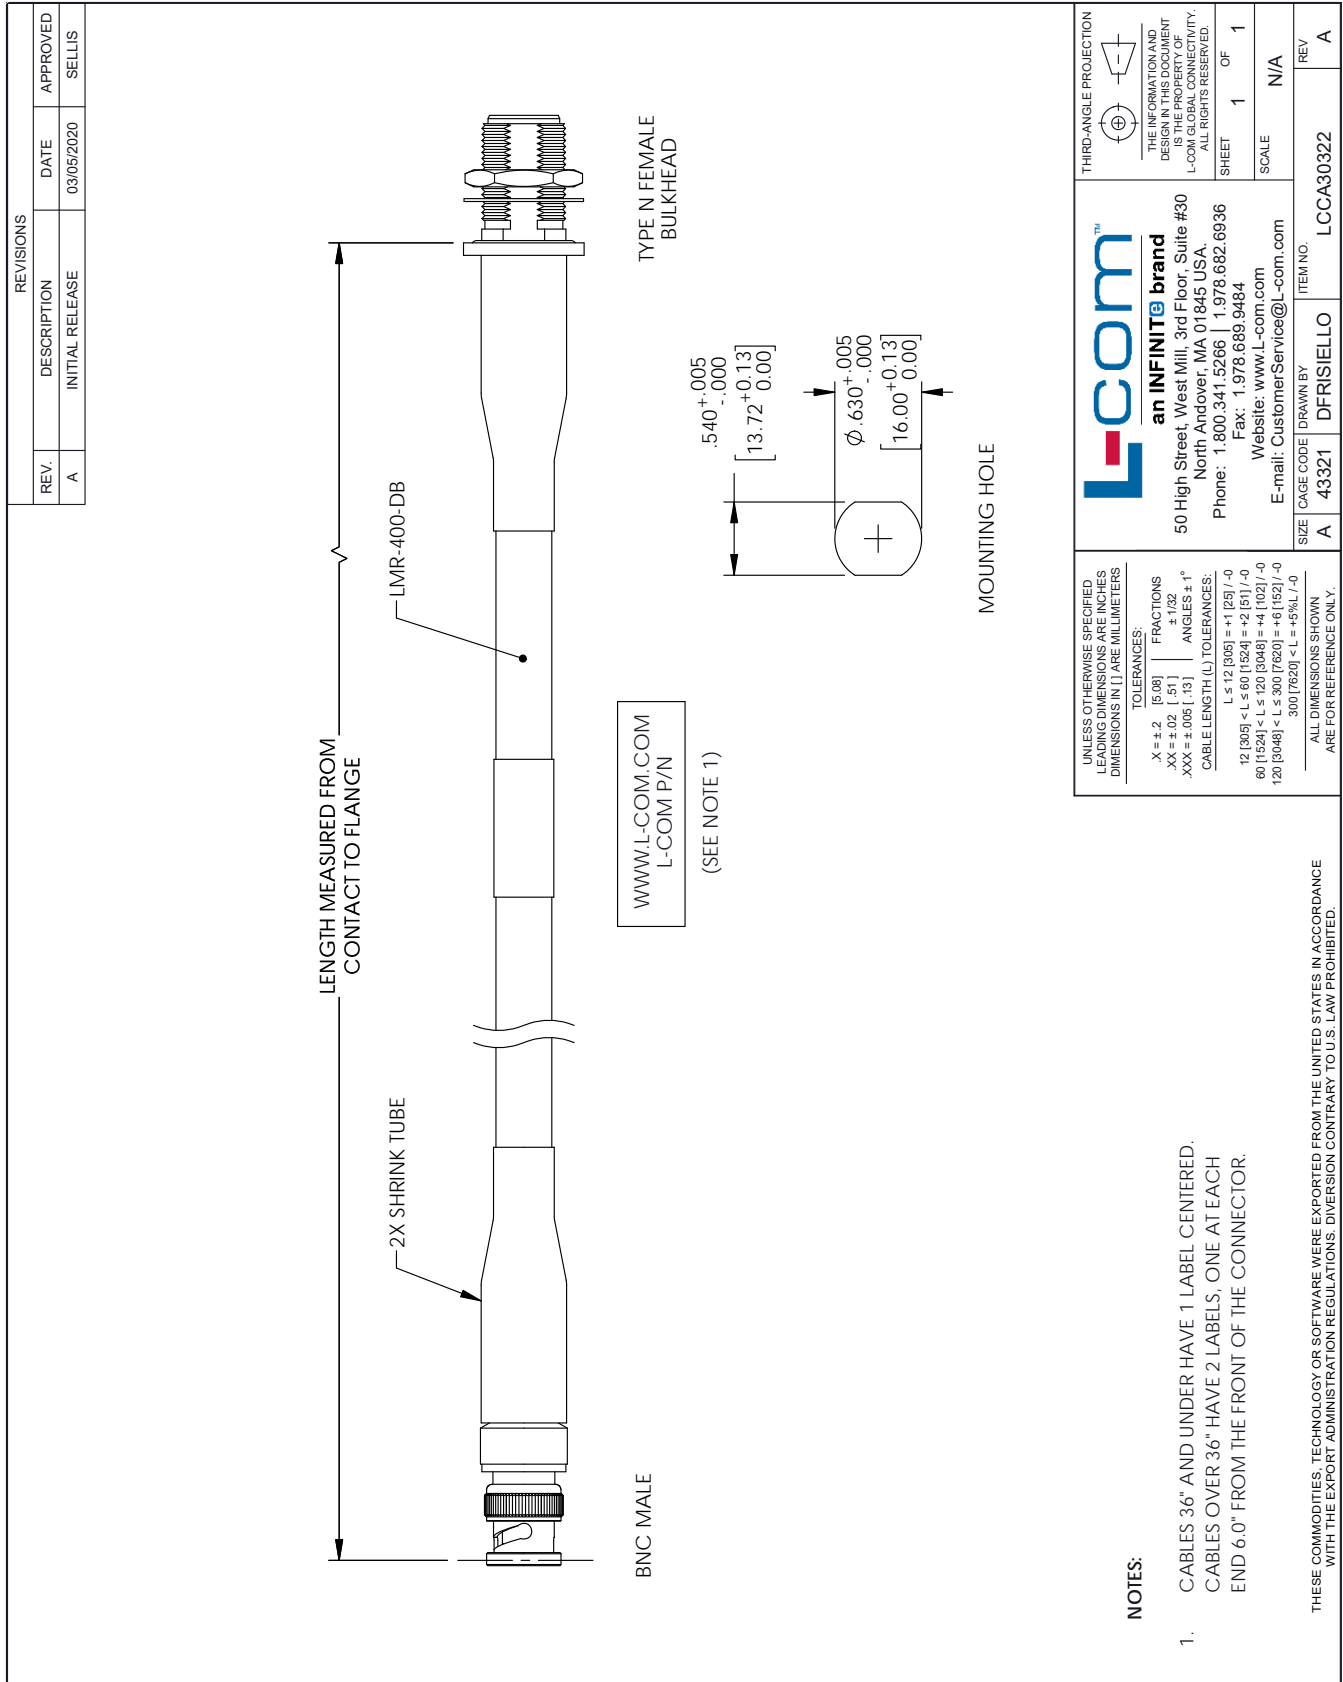 REVISIONS
REV. DESCRIPTION DATE APPROVED
A INITIAL RELEASE 03/05/2020 SELLIS
LENGTH MEASURED FROM
CONTACT TO FLANGE
2X SHRINK TUBE
LMR-400-DB
BNC MALE
TYPE N FEMALE
BULKHEAD
WWW.L-COM.COM
L-COM P/N
(SEE NOTE 1)
.540 +.005
-.000
[13.72 +0.13
0.00]
Ø.630 +.005
-.000
[16.00 +0.13
0.00]
MOUNTING HOLE
NOTES:
1. CABLES 36" AND UNDER HAVE 1 LABEL CENTERED.
CABLES OVER 36" HAVE 2 LABELS, ONE AT EACH
END 6.0" FROM THE FRONT OF THE CONNECTOR.
THESE COMMODITIES, TECHNOLOGY OR SOFTWARE WERE EXPORTED FROM THE UNITED STATES IN ACCORDANCE
WITH THE EXPORT ADMINISTRATION REGULATIONS. DIVERSION CONTRARY TO U.S. LAW PROHIBITED.
UNLESS OTHERWISE SPECIFIED
LEADING DIMENSIONS ARE INCHES
DIMENSIONS IN [ ] ARE MILLIMETERS
TOLERANCES:
.X = ±.2 [5.08] FRACTIONS
.XX = ±.02 [.51] ± 1/32
.XXX = ±.005 [.13] ANGLES ± 1°
CABLE LENGTH (L) TOLERANCES:
L ≤ 12 [305] = +1 [25] / -0
12 [305] < L ≤ 60 [1524] = +2 [51] / -0
60 [1524] < L ≤ 120 [3048] = +4 [102] / -0
120 [3048] < L ≤ 300 [7620] = +6 [152] / -0
300 [7620] < L = +5%L / -0
ALL DIMENSIONS SHOWN
ARE FOR REFERENCE ONLY.
L-com™
an INFINITe brand
50 High Street, West Mill, 3rd Floor, Suite #30
North Andover, MA 01845 USA.
Phone: 1.800.341.5266 | 1.978.682.6936
Fax: 1.978.689.9484
Website: www.L-com.com
E-mail: CustomerService@L-com.com
THIRD-ANGLE PROJECTION
THE INFORMATION AND
DESIGN IN THIS DOCUMENT
IS THE PROPERTY OF
L-COM GLOBAL CONNECTIVITY.
ALL RIGHTS RESERVED.
SHEET 1 OF 1
SCALE N/A
SIZE A
CAGE CODE 43321
DRAWN BY DFRISIELLO
ITEM NO. LCCA30322
REV A